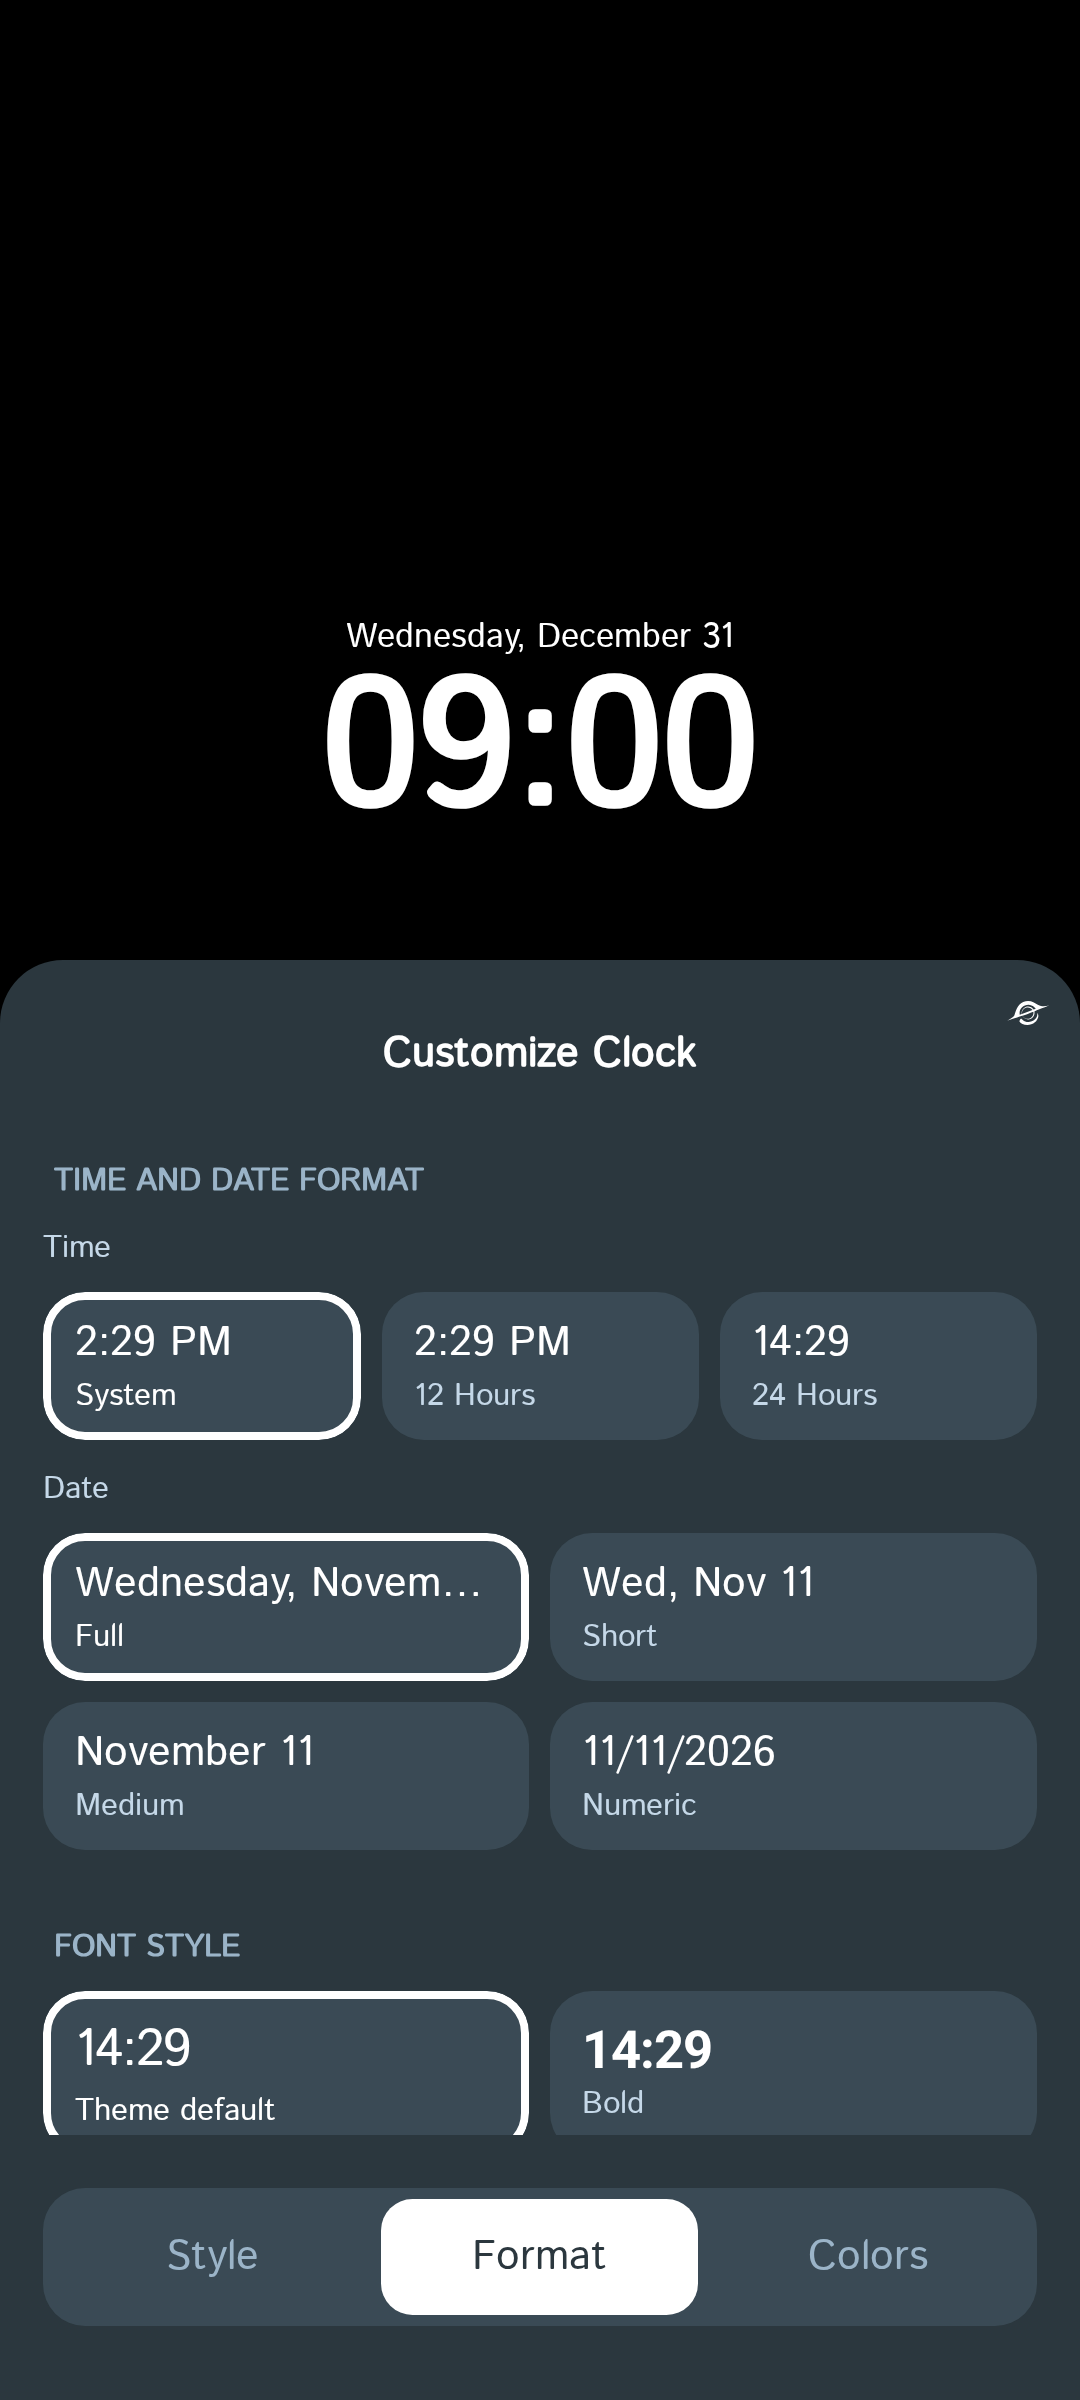 Wednesday, December 31
09:00
Customize Clock
TIME AND DATE FORMAT
Time
2:29 PM
System
2:29 PM
12 Hours
14:29
24 Hours
Date
Wednesday, Novem...
Full
Wed, Nov 11
Short
November 11
Medium
11/11/2026
Numeric
FONT STYLE
14:29
Theme default
14:29
Bold
Style
Format
Colors